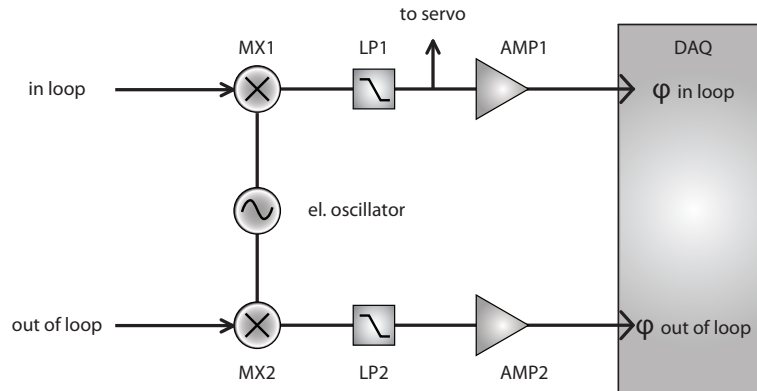 to servo
MX1
LP1
AMP1
DAQ
in loop
φ in loop
el. oscillator
out of loop
φ out of loop
MX2
LP2
AMP2